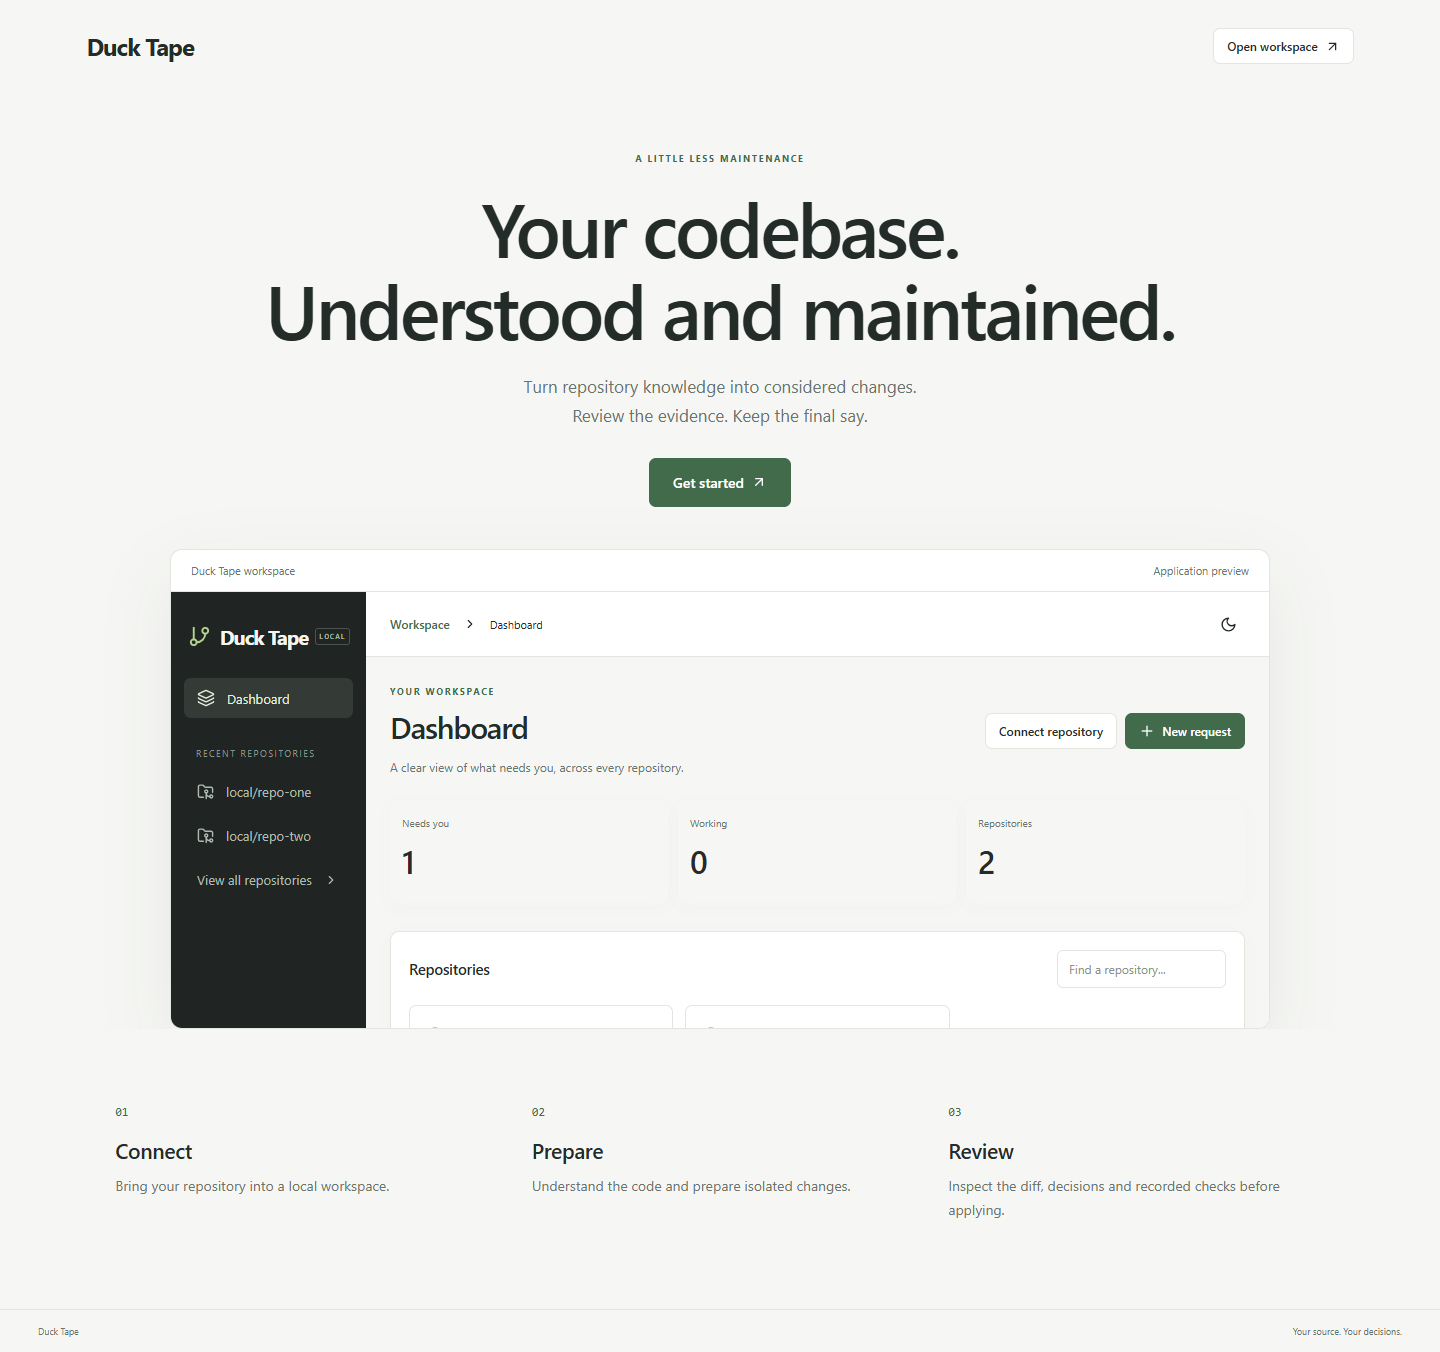 Duck Tape
Open workspace
A LITTLE LESS MAINTENANCE
Your codebase.
Understood and maintained.
Turn repository knowledge into considered changes.
Review the evidence. Keep the final say.
Get started
Duck Tape workspace
Application preview
Duck Tape
LOCAL
Dashboard
RECENT REPOSITORIES
local/repo-one
local/repo-two
View all repositories
Workspace
Dashboard
YOUR WORKSPACE
Dashboard
A clear view of what needs you, across every repository.
Connect repository
New request
Needs you
1
Working
0
Repositories
2
Repositories
Find a repository...
01
Connect
Bring your repository into a local workspace.
02
Prepare
Understand the code and prepare isolated changes.
03
Review
Inspect the diff, decisions and recorded checks before
applying.
Duck Tape
Your source. Your decisions.